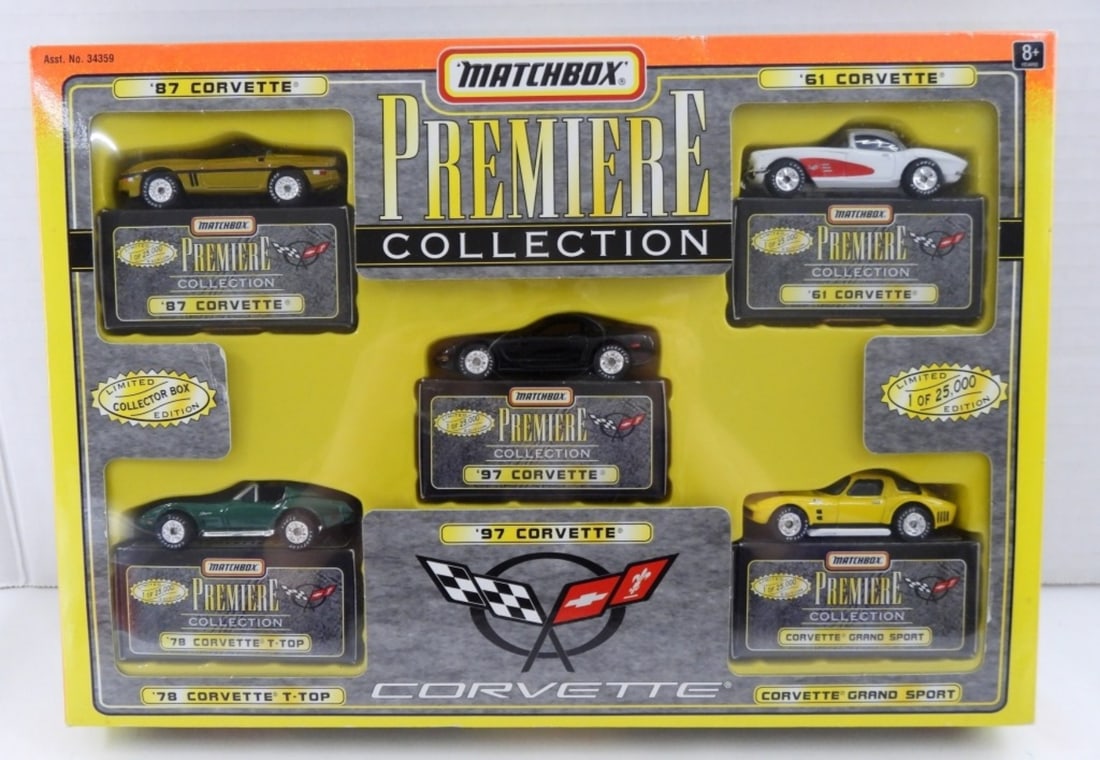 Asst. No. 34359
8+
MATCHBOX®
PREMIERE
COLLECTION
'87 CORVETTE®
'61 CORVETTE®
MATCHBOX
PREMIERE
COLLECTION
'87 CORVETTE®
MATCHBOX
PREMIERE
COLLECTION
'61 CORVETTE®
LIMITED
COLLECTOR BOX
EDITION
MATCHBOX
PREMIERE
COLLECTION
'97 CORVETTE®
LIMITED
1 OF 25,000
EDITION
MATCHBOX
PREMIERE
COLLECTION
'78 CORVETTE® T-TOP
'97 CORVETTE®
MATCHBOX
PREMIERE
COLLECTION
CORVETTE® GRAND SPORT
'78 CORVETTE® T-TOP
CORVETTE®
CORVETTE® GRAND SPORT